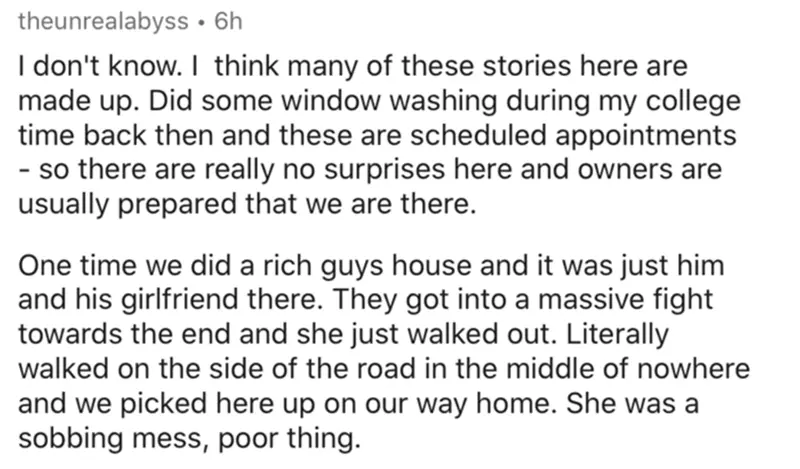 theunrealabyss • 6h
I don't know. I  think many of these stories here are
made up. Did some window washing during my college
time back then and these are scheduled appointments
- so there are really no surprises here and owners are
usually prepared that we are there.
One time we did a rich guys house and it was just him
and his girlfriend there. They got into a massive fight
towards the end and she just walked out. Literally
walked on the side of the road in the middle of nowhere
and we picked here up on our way home. She was a
sobbing mess, poor thing.